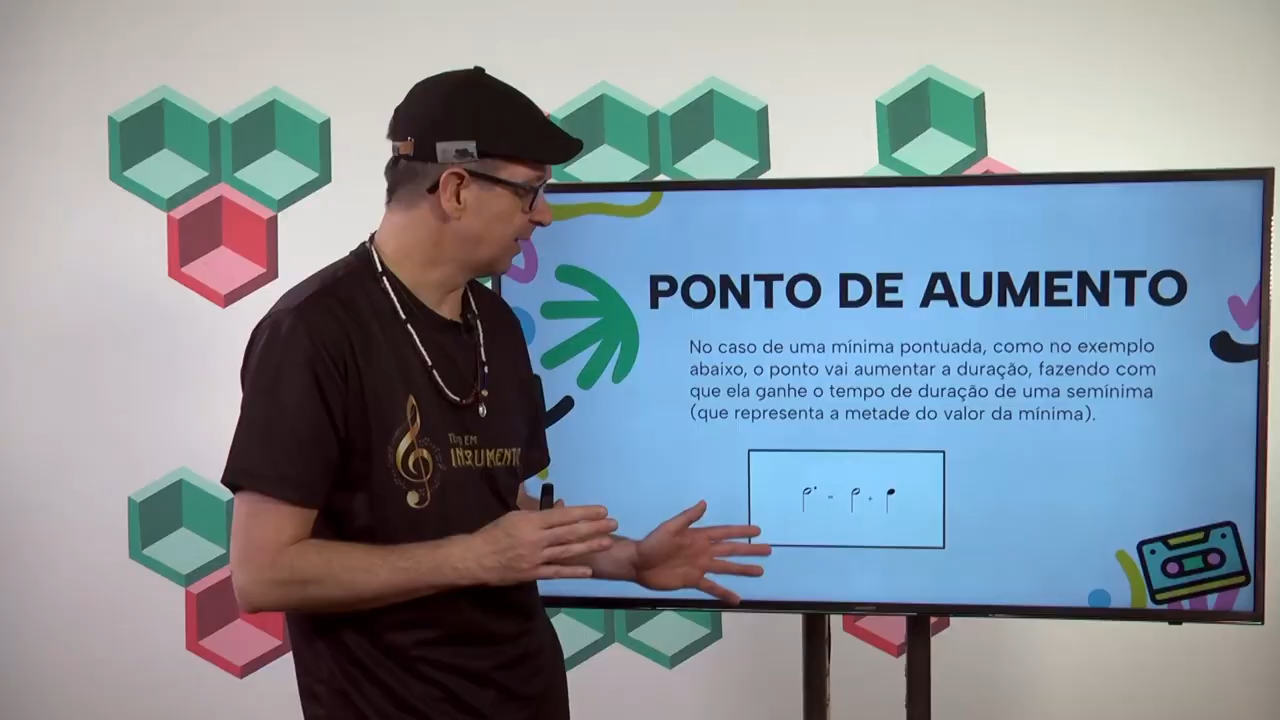 PONTO DE AUMENTO
No caso de uma mínima pontuada, como no exemplo
abaixo, o ponto vai aumentar a duração, fazendo com
que ela ganhe o tempo de duração de uma semínima
(que representa a metade do valor da mínima).
EM